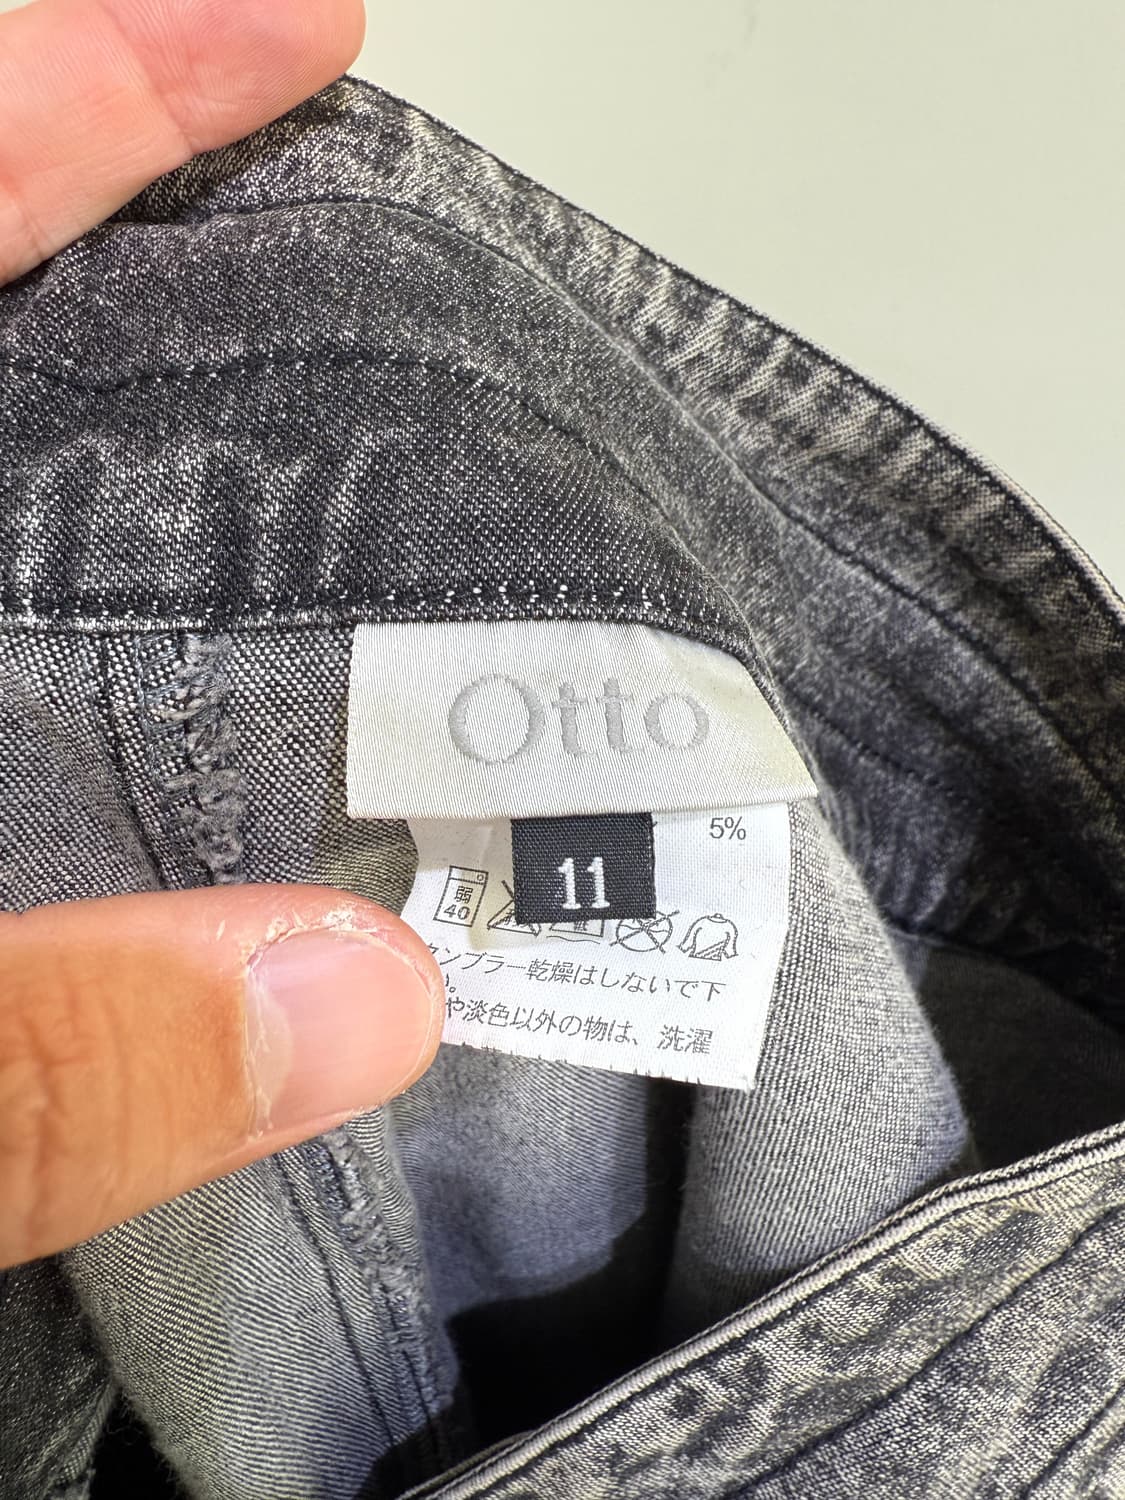 Otto
5%
11
弱
40
タンブラー乾燥はしないで下
や淡色以外の物は、洗濯